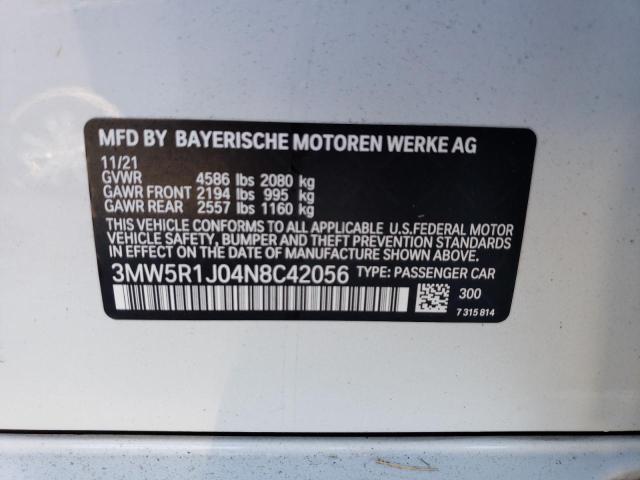 MFD BY BAYERISCHE MOTOREN WERKE AG
11/21
GVWR 4586 lbs 2080 kg
GAWR FRONT 2194 lbs 995 kg
GAWR REAR 2557 lbs 1160 kg
THIS VEHICLE CONFORMS TO ALL APPLICABLE U.S.FEDERAL MOTOR
VEHICLE SAFETY, BUMPER AND THEFT PREVENTION STANDARDS
IN EFFECT ON THE DATE OF MANUFACTURE SHOWN ABOVE.
3MW5R1J04N8C42056 TYPE: PASSENGER CAR
300
7 315 814